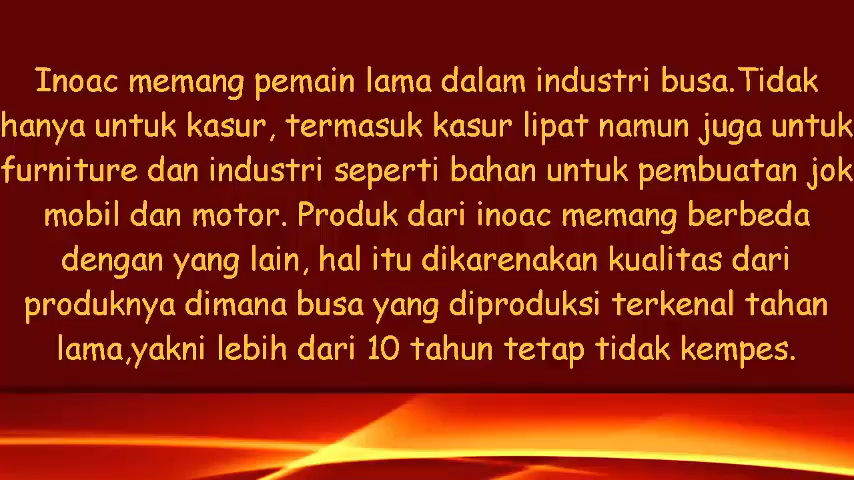 Inoac memang pemain lama dalam industri busa.Tidak
hanya untuk kasur, termasuk kasur lipat namun juga untuk
furniture dan industri seperti bahan untuk pembuatan jok
mobil dan motor. Produk dari inoac memang berbeda
dengan yang lain, hal itu dikarenakan kualitas dari
produknya dimana busa yang diproduksi terkenal tahan
lama,yakni lebih dari 10 tahun tetap tidak kempes.